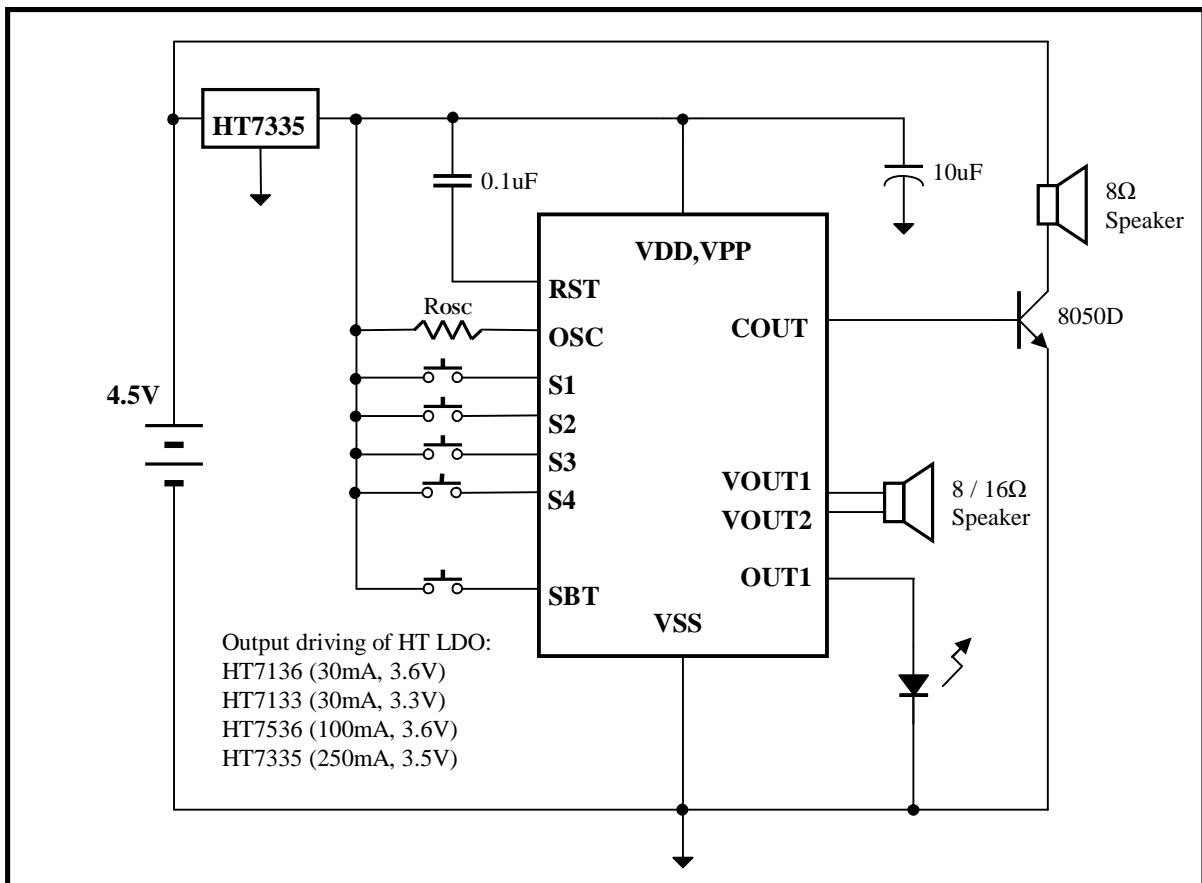 HT7335
0.1uF
10uF
8Ω
Speaker
VDD,VPP
RST
Rosc
OSC
COUT
8050D
S1
4.5V
S2
S3
VOUT1
8 / 16Ω
S4
VOUT2
Speaker
OUT1
SBT
VSS
Output driving of HT LDO:
HT7136 (30mA, 3.6V)
HT7133 (30mA, 3.3V)
HT7536 (100mA, 3.6V)
HT7335 (250mA, 3.5V)